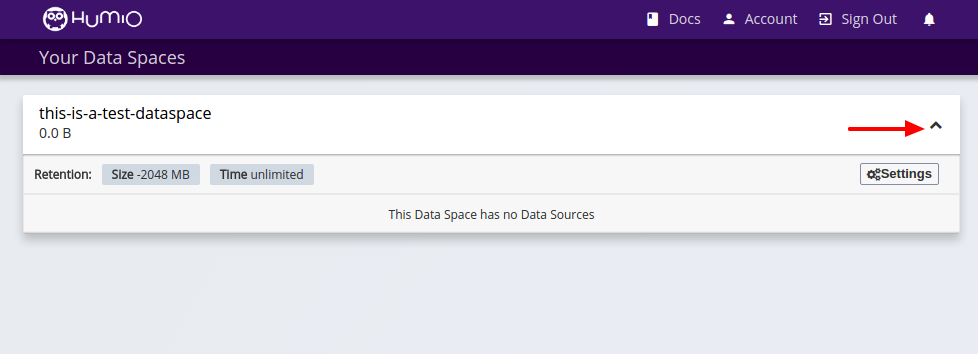 HUMIO
Docs
Account
Sign Out
Your Data Spaces
this-is-a-test-dataspace
0.0 B
Retention: Size -2048 MB Time unlimited Settings
This Data Space has no Data Sources